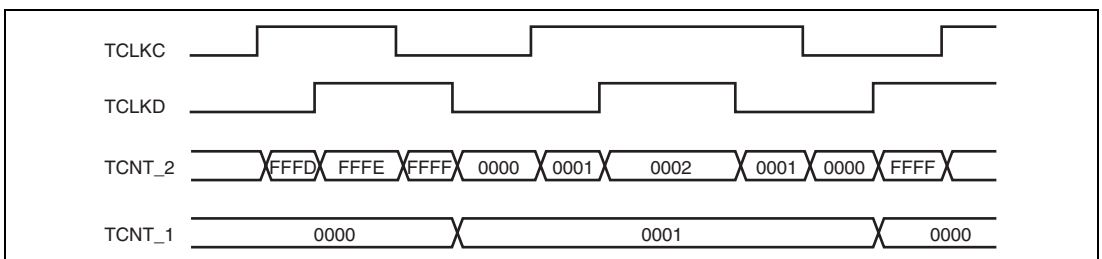 TCLKC
TCLKD
TCNT_2 FFFD FFFE FFFF 0000 0001 0002 0001 0000 FFFF
TCNT_1 0000 0001 0000